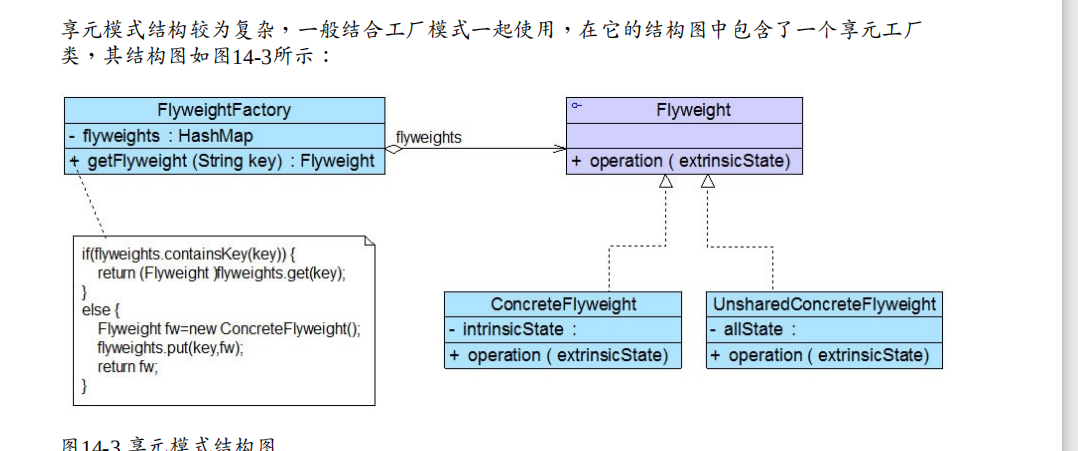 享元模式结构较为复杂，一般结合工厂模式一起使用，在它的结构图中包含了一个享元工厂
类，其结构图如图14-3所示：
FlyweightFactory
- flyweights : HashMap
+ getFlyweight (String key) : Flyweight
flyweights
Flyweight
+ operation ( extrinsicState)
if(flyweights.containsKey(key)) {
return (Flyweight )flyweights.get(key);
}
else {
Flyweight fw=new ConcreteFlyweight();
flyweights.put(key,fw);
return fw;
}
ConcreteFlyweight
- intrinsicState :
+ operation ( extrinsicState)
UnsharedConcreteFlyweight
- allState :
+ operation ( extrinsicState)
图14-3 享元模式结构图